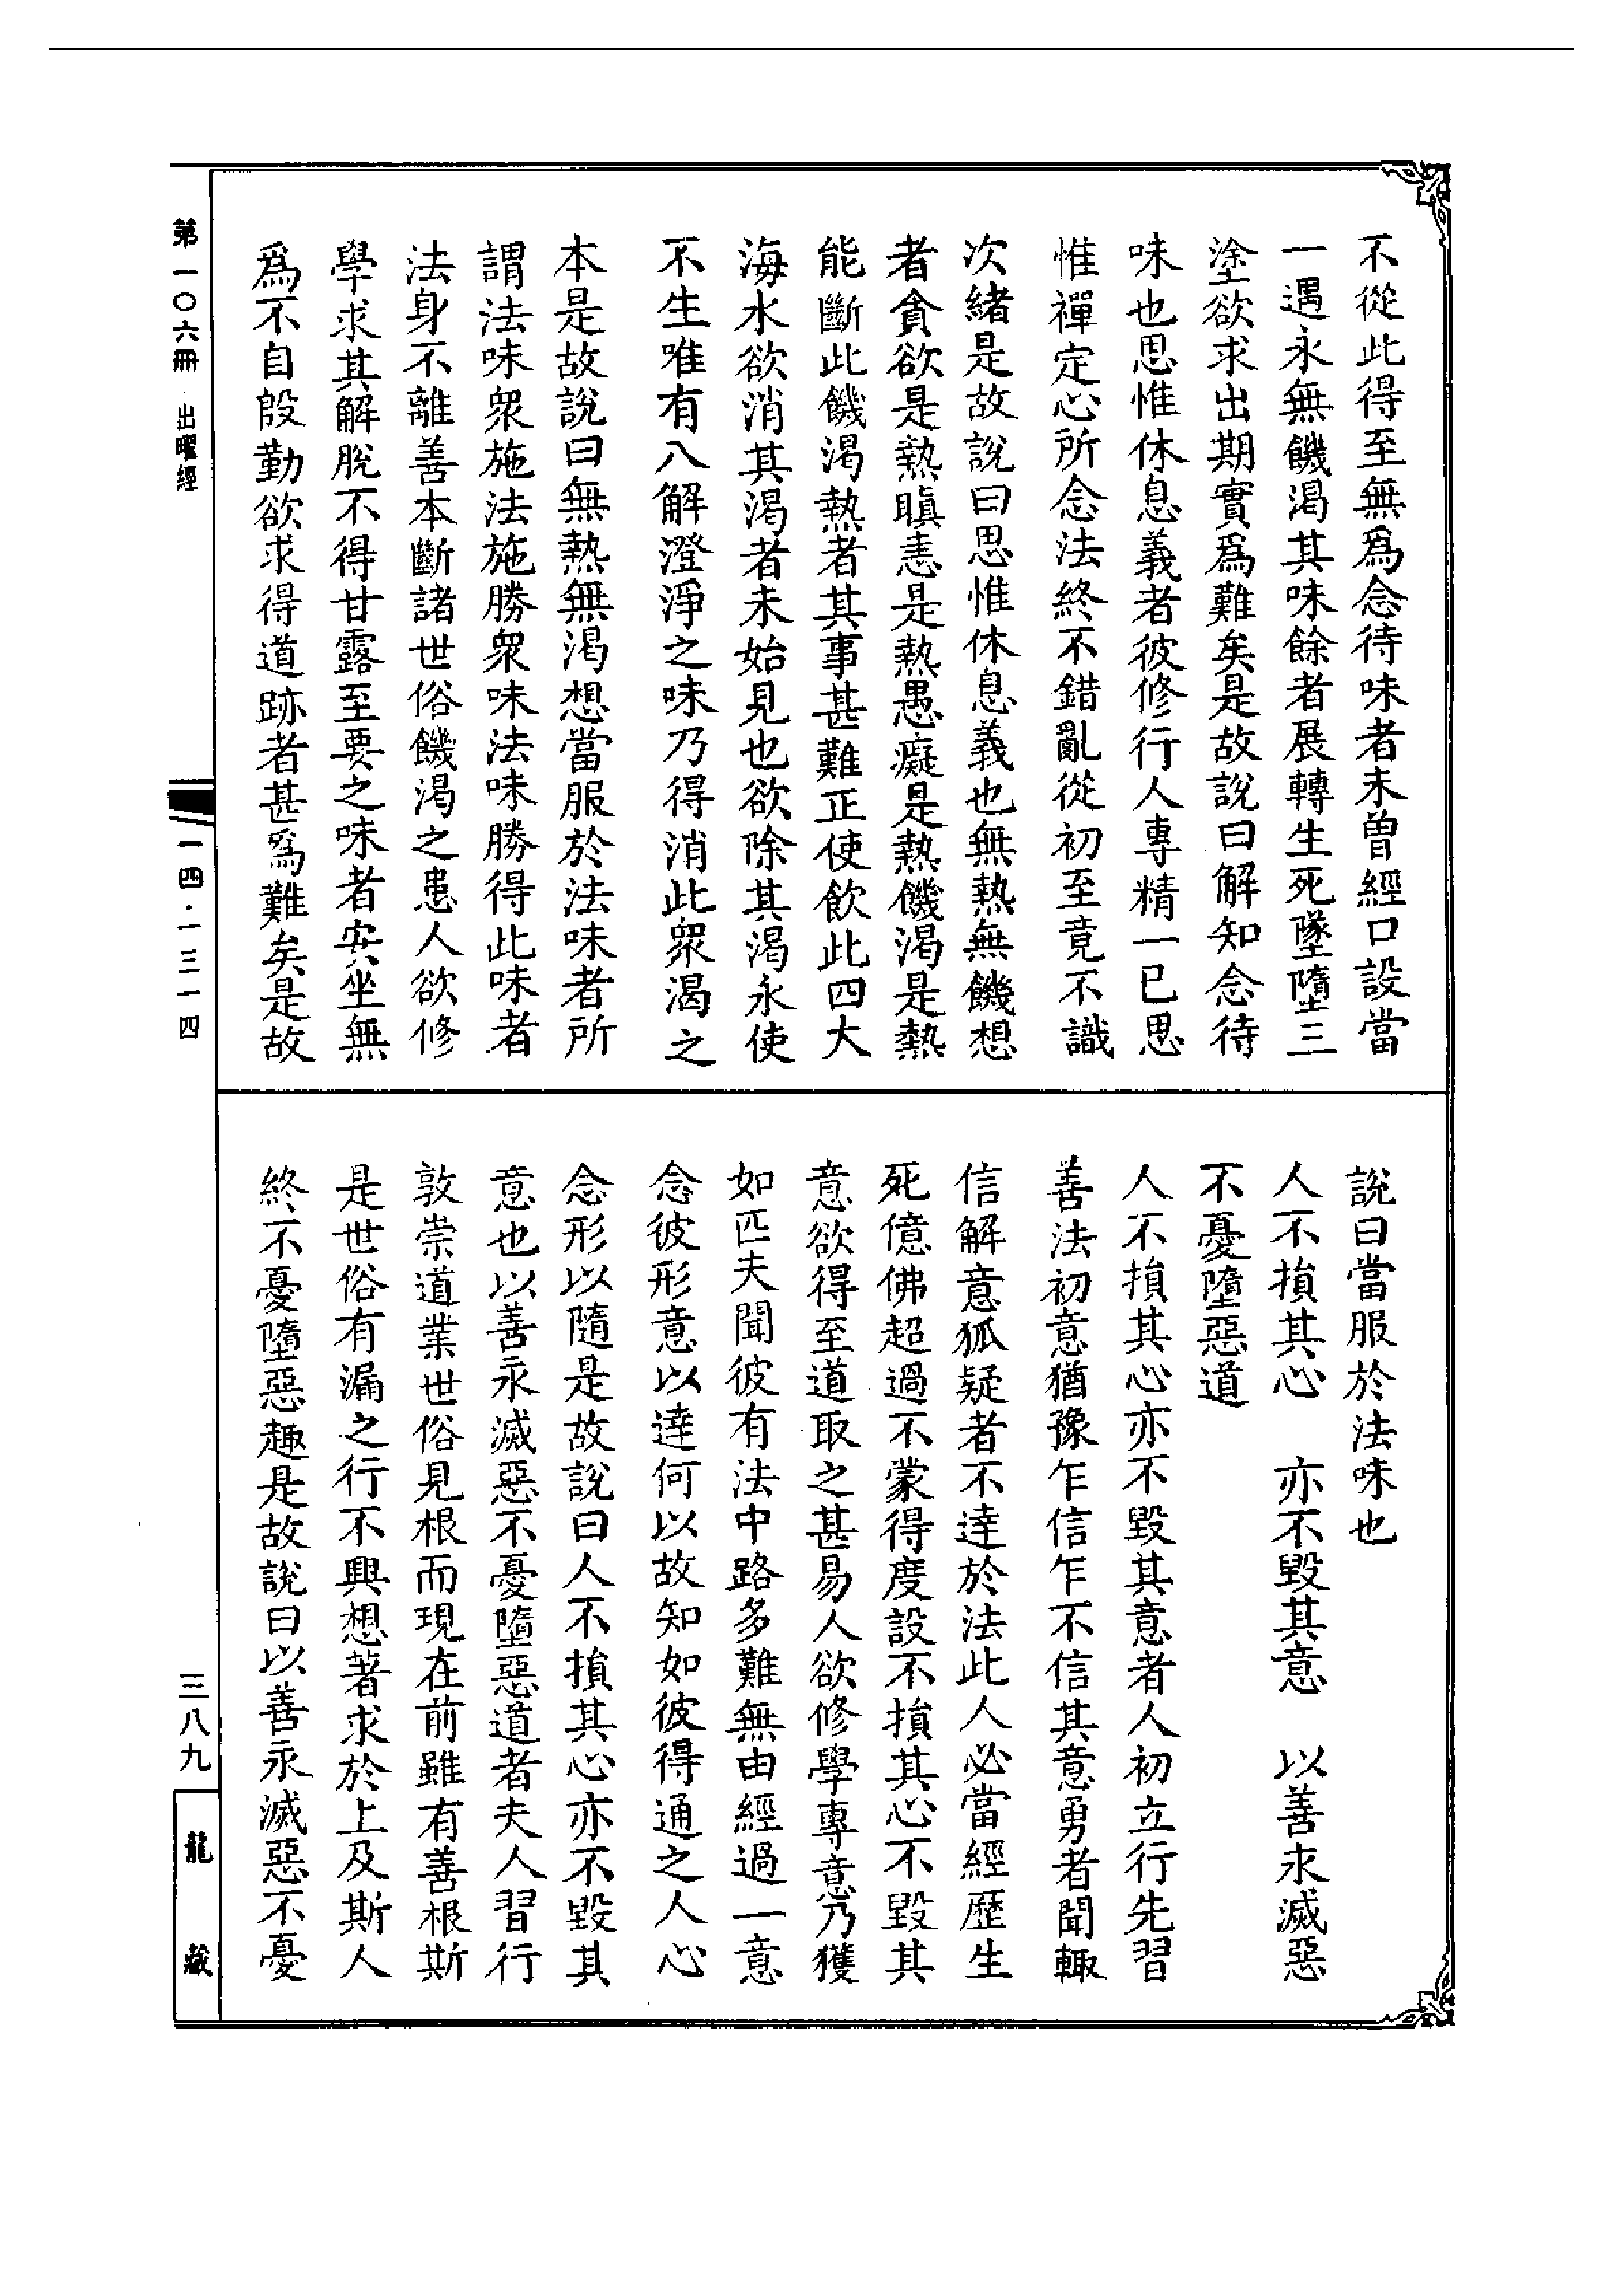 不從此得至無爲念待味者未曾經口設當
一遇永無饑渴其味餘者展轉生死墜墮三
塗欲求出期實爲難矣是故說曰解知念待
味也思惟休息義者彼修行人專精一已思
惟禪定心所念法終不錯亂從初至竟不識
次緒是故說曰思惟休息義也無熱無饑想
者貪欲是熱瞋恚是熱愚癡是熱饑渴是熱
能斷此饑渴熱者其事甚難正使飲此四大
海水欲消其渴者未始見也欲除其渴永使
不生唯有八解澄淨之味乃得消此衆渴之
本是故說曰無熱無渴想當服於法味者所
謂法味衆施法施勝衆味法味勝得此味者
法身不離善本斷諸世俗饑渴之患人欲修
學求其解脫不得甘露至要之味者安坐無
爲不自殷勤欲求得道跡者甚爲難矣是故
說曰當服於法味也
人不損其心　亦不毀其意　以善永滅惡
不憂墮惡道
人不損其心亦不毀其意者人初立行先習
善法初意猶豫乍信乍不信其意勇者聞輙
信解意狐疑者不達於法此人必當經歷生
死億佛超過不蒙得度設不損其心不毀其
意欲得至道取之甚易人欲修學專意乃獲
如匹夫聞彼有法中路多難無由經過一意
念彼形意以達何以故知如彼得通之人心
念形以隨是故說曰人不損其心亦不毀其
意也以善永滅惡不憂墮惡道者夫人習行
敦崇道業世俗見根而現在前雖有善根斯
是世俗有漏之行不興想著求於上及斯人
終不憂墮惡趣是故說曰以善永滅惡不憂
第一〇六冊
出曜經
一四·一三一四
三八九
龍藏